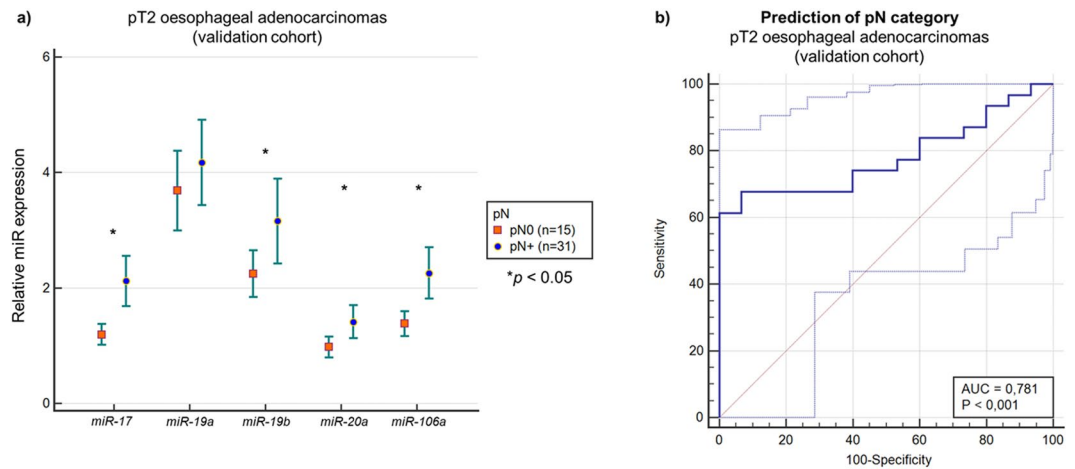 a)
pT2 oesophageal adenocarcinomas
(validation cohort)
Relative miR expression
6
4
2
0
*
*
*
*
miR-17
miR-19a
miR-19b
miR-20a
miR-106a
pN
pN0 (n=15)
pN+ (n=31)
*p < 0.05
b)
Prediction of pN category
pT2 oesophageal adenocarcinomas
(validation cohort)
Sensitivity
100
80
60
40
20
0
AUC = 0,781
P < 0,001
0
20
40
60
80
100
100-Specificity